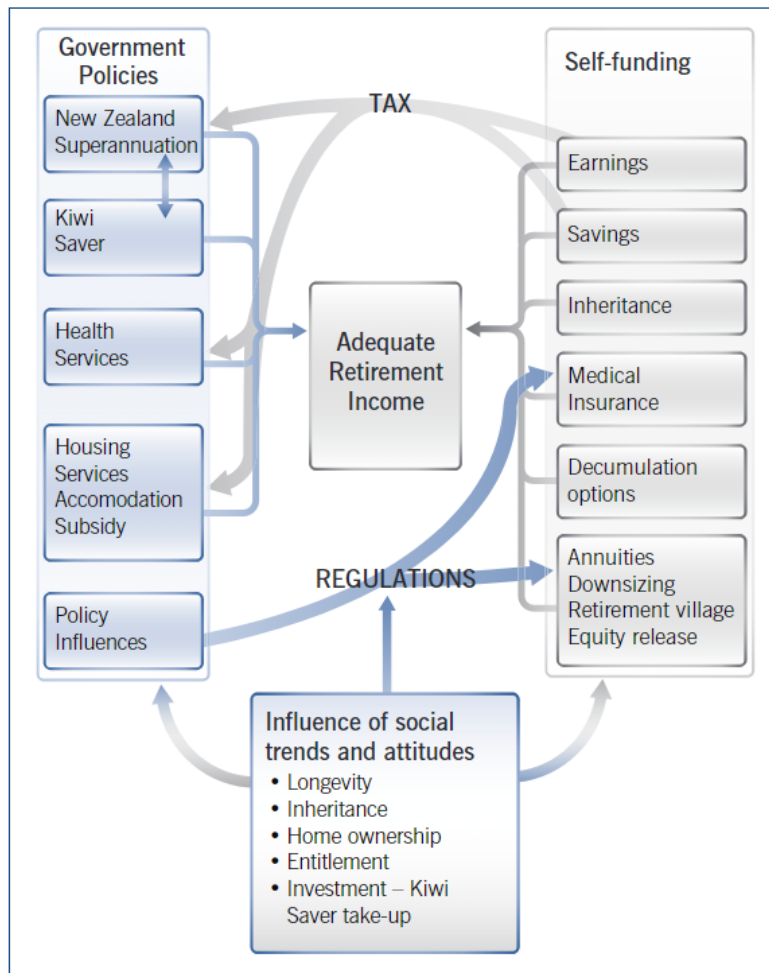 Government
Policies
New Zealand
Superannuation
Kiwi
Saver
Health
Services
Housing
Services
Accomodation
Subsidy
Policy
Influences
TAX
Adequate
Retirement
Income
REGULATIONS
Self-funding
Earnings
Savings
Inheritance
Medical
Insurance
Decumulation
options
Annuities
Downsizing
Retirement village
Equity release
Influence of social
trends and attitudes
• Longevity
• Inheritance
• Home ownership
• Entitlement
• Investment – Kiwi
Saver take-up